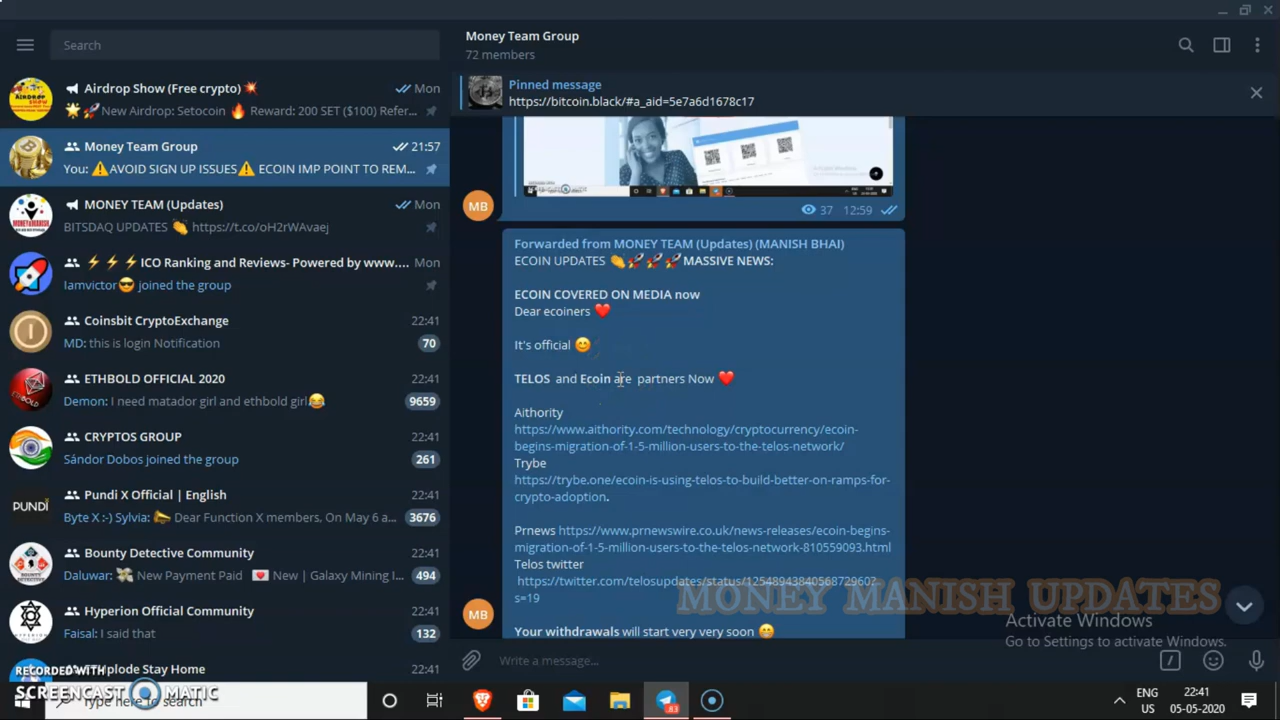 Search
Airdrop Show (Free crypto)💥
Mon
🌟🚀 New Airdrop: Setocoin 🔥 Reward: 200 SET ($100) Refer...
Money Team Group
21:57
You: ⚠️ AVOID SIGN UP ISSUES⚠️ ECOIN IMP POINT TO REM...
MONEY TEAM (Updates)
Mon
BITSDAO UPDATES 👏 https://t.co/oH2rWAvaej
⚡⚡⚡ICO Ranking and Reviews- Powered by www....
Mon
Iamvictor😎 joined the group
Coinsbit CryptoExchange
22:41
MD: this is login Notification
70
ETHBOLD OFFICIAL 2020
22:41
Demon: I need matador girl and ethbold girl😂
9659
CRYPTOS GROUP
22:41
Sándor Dobos joined the group
261
PUNDI
Pundi X Official | English
22:41
Byte X :-) Sylvia: 📣 Dear Function X members, On May 6 a...
3676
Bounty Detective Community
22:41
Daluwar: 💸 New Payment Paid 💌 New | Galaxy Mining I...
494
Hyperion Official Community
22:41
Faisal: I said that
132
plode Stay Home
22:41
Money Team Group
72 members
Pinned message
https://bitcoin.black/#a_aid=5e7a6d1678c17
MB
37 12:59
Forwarded from MONEY TEAM (Updates) (MANISH BHAI)
ECOIN UPDATES 👏🚀🚀🚀MASSIVE NEWS:
ECOIN COVERED ON MEDIA now
Dear ecoiners ❤️
It's official 😊
TELOS and Ecoin are partners Now ❤️
Aithority
https://www.aithority.com/technology/cryptocurrency/ecoin-
begins-migration-of-1-5-million-users-to-the-telos-network/
Trybe
https://trybe.one/ecoin-is-using-telos-to-build-better-on-ramps-for-
crypto-adoption.
Prnews https://www.prnewswire.co.uk/news-releases/ecoin-begins-
migration-of-1-5-million-users-to-the-telos-network-810559093.html
Telos twitter
https://twitter.com/telosupdates/status/1254894384056872960?
s=19
MB
Your withdrawals will start very very soon 😁
MONEY MANISH UPDATES
Activate Windows
Go to Settings to activate Windows.
Write a message...
RECORDED WITH
SCREENCAST MATIC
Type here to search
83
ENG
US
22:41
05-05-2020